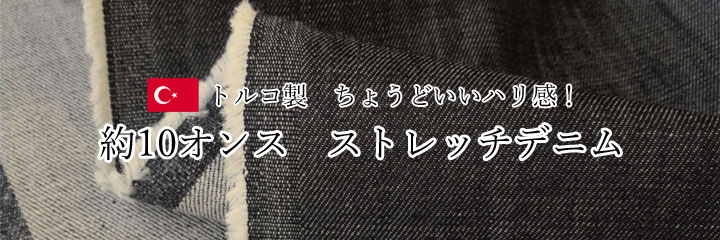 トルコ製　ちょうどいいハリ感！
約10オンス　ストレッチデニム